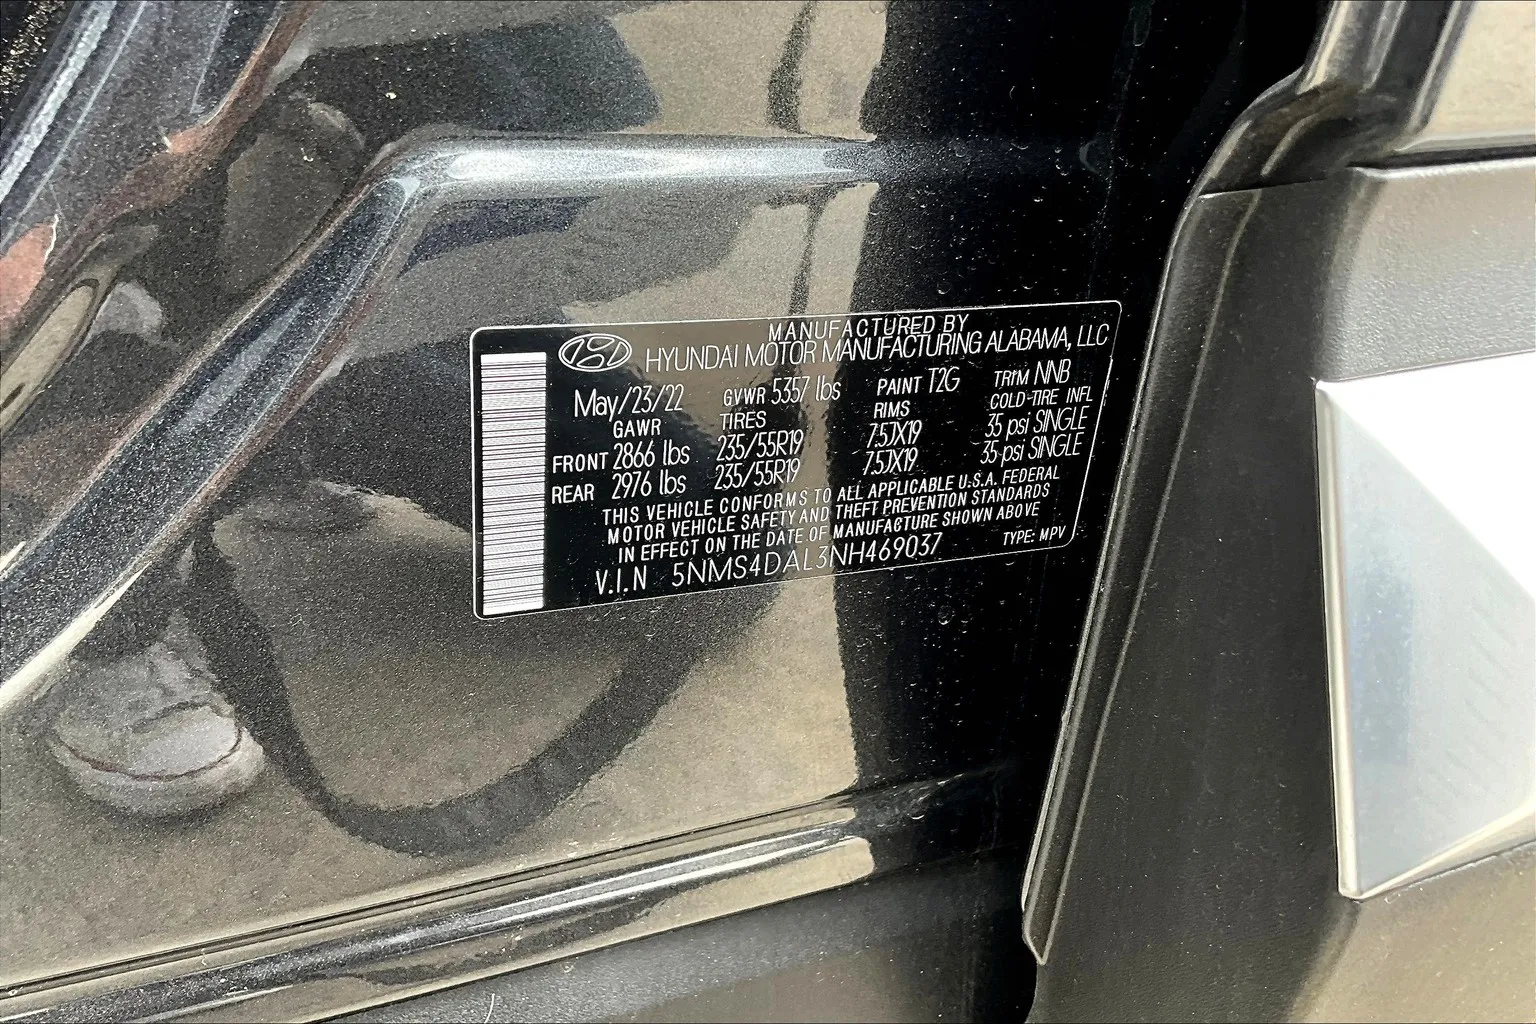 MANUFACTURED BY
HYUNDAI MOTOR MANUFACTURING ALABAMA, LLC
May/23/22 GVWR 5357 lbs PAINT T2G TRIM NNB
GAWR TIRES RIMS COLD-TIRE INFL
FRONT 2866 lbs 235/55R19 7.5JX19 35 psi SINGLE
REAR 2976 lbs 235/55R19 7.5JX19 35 psi SINGLE
THIS VEHICLE CONFORMS TO ALL APPLICABLE U.S.A. FEDERAL
MOTOR VEHICLE SAFETY AND THEFT PREVENTION STANDARDS
IN EFFECT ON THE DATE OF MANUFACTURE SHOWN ABOVE
V.I.N 5NMS4DAL3NH469037 TYPE: MPV